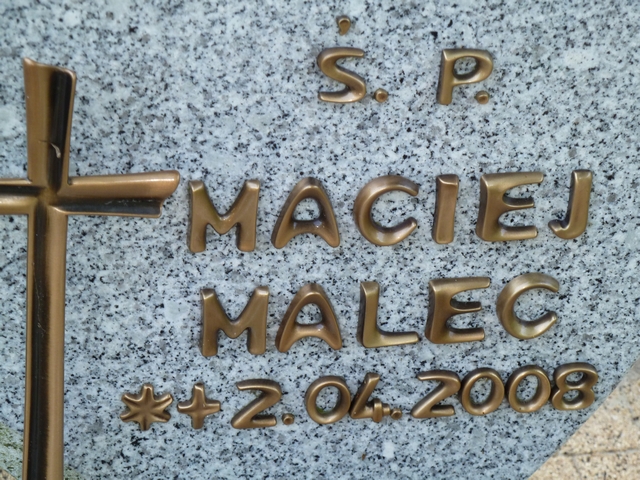 Ś. P.
MACIEJ
MALEC
*+ 2.04.2008